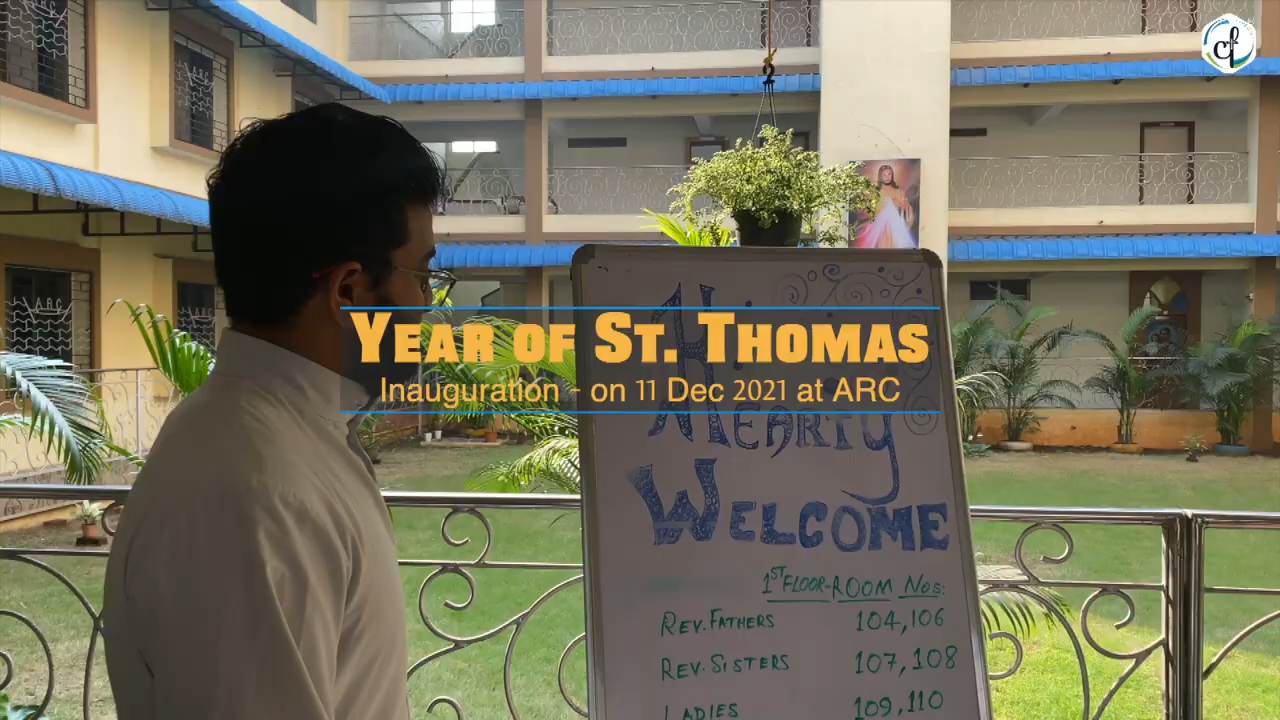 cf
YEAR OF ST. THOMAS
Inauguration - on 11 Dec 2021 at ARC
HEARTY
WELCOME
1ST FLOOR-ROOM NOS:
REV. FATHERS 104,106
REV. SISTERS 107,108
LADIES 109,110
A.R.C